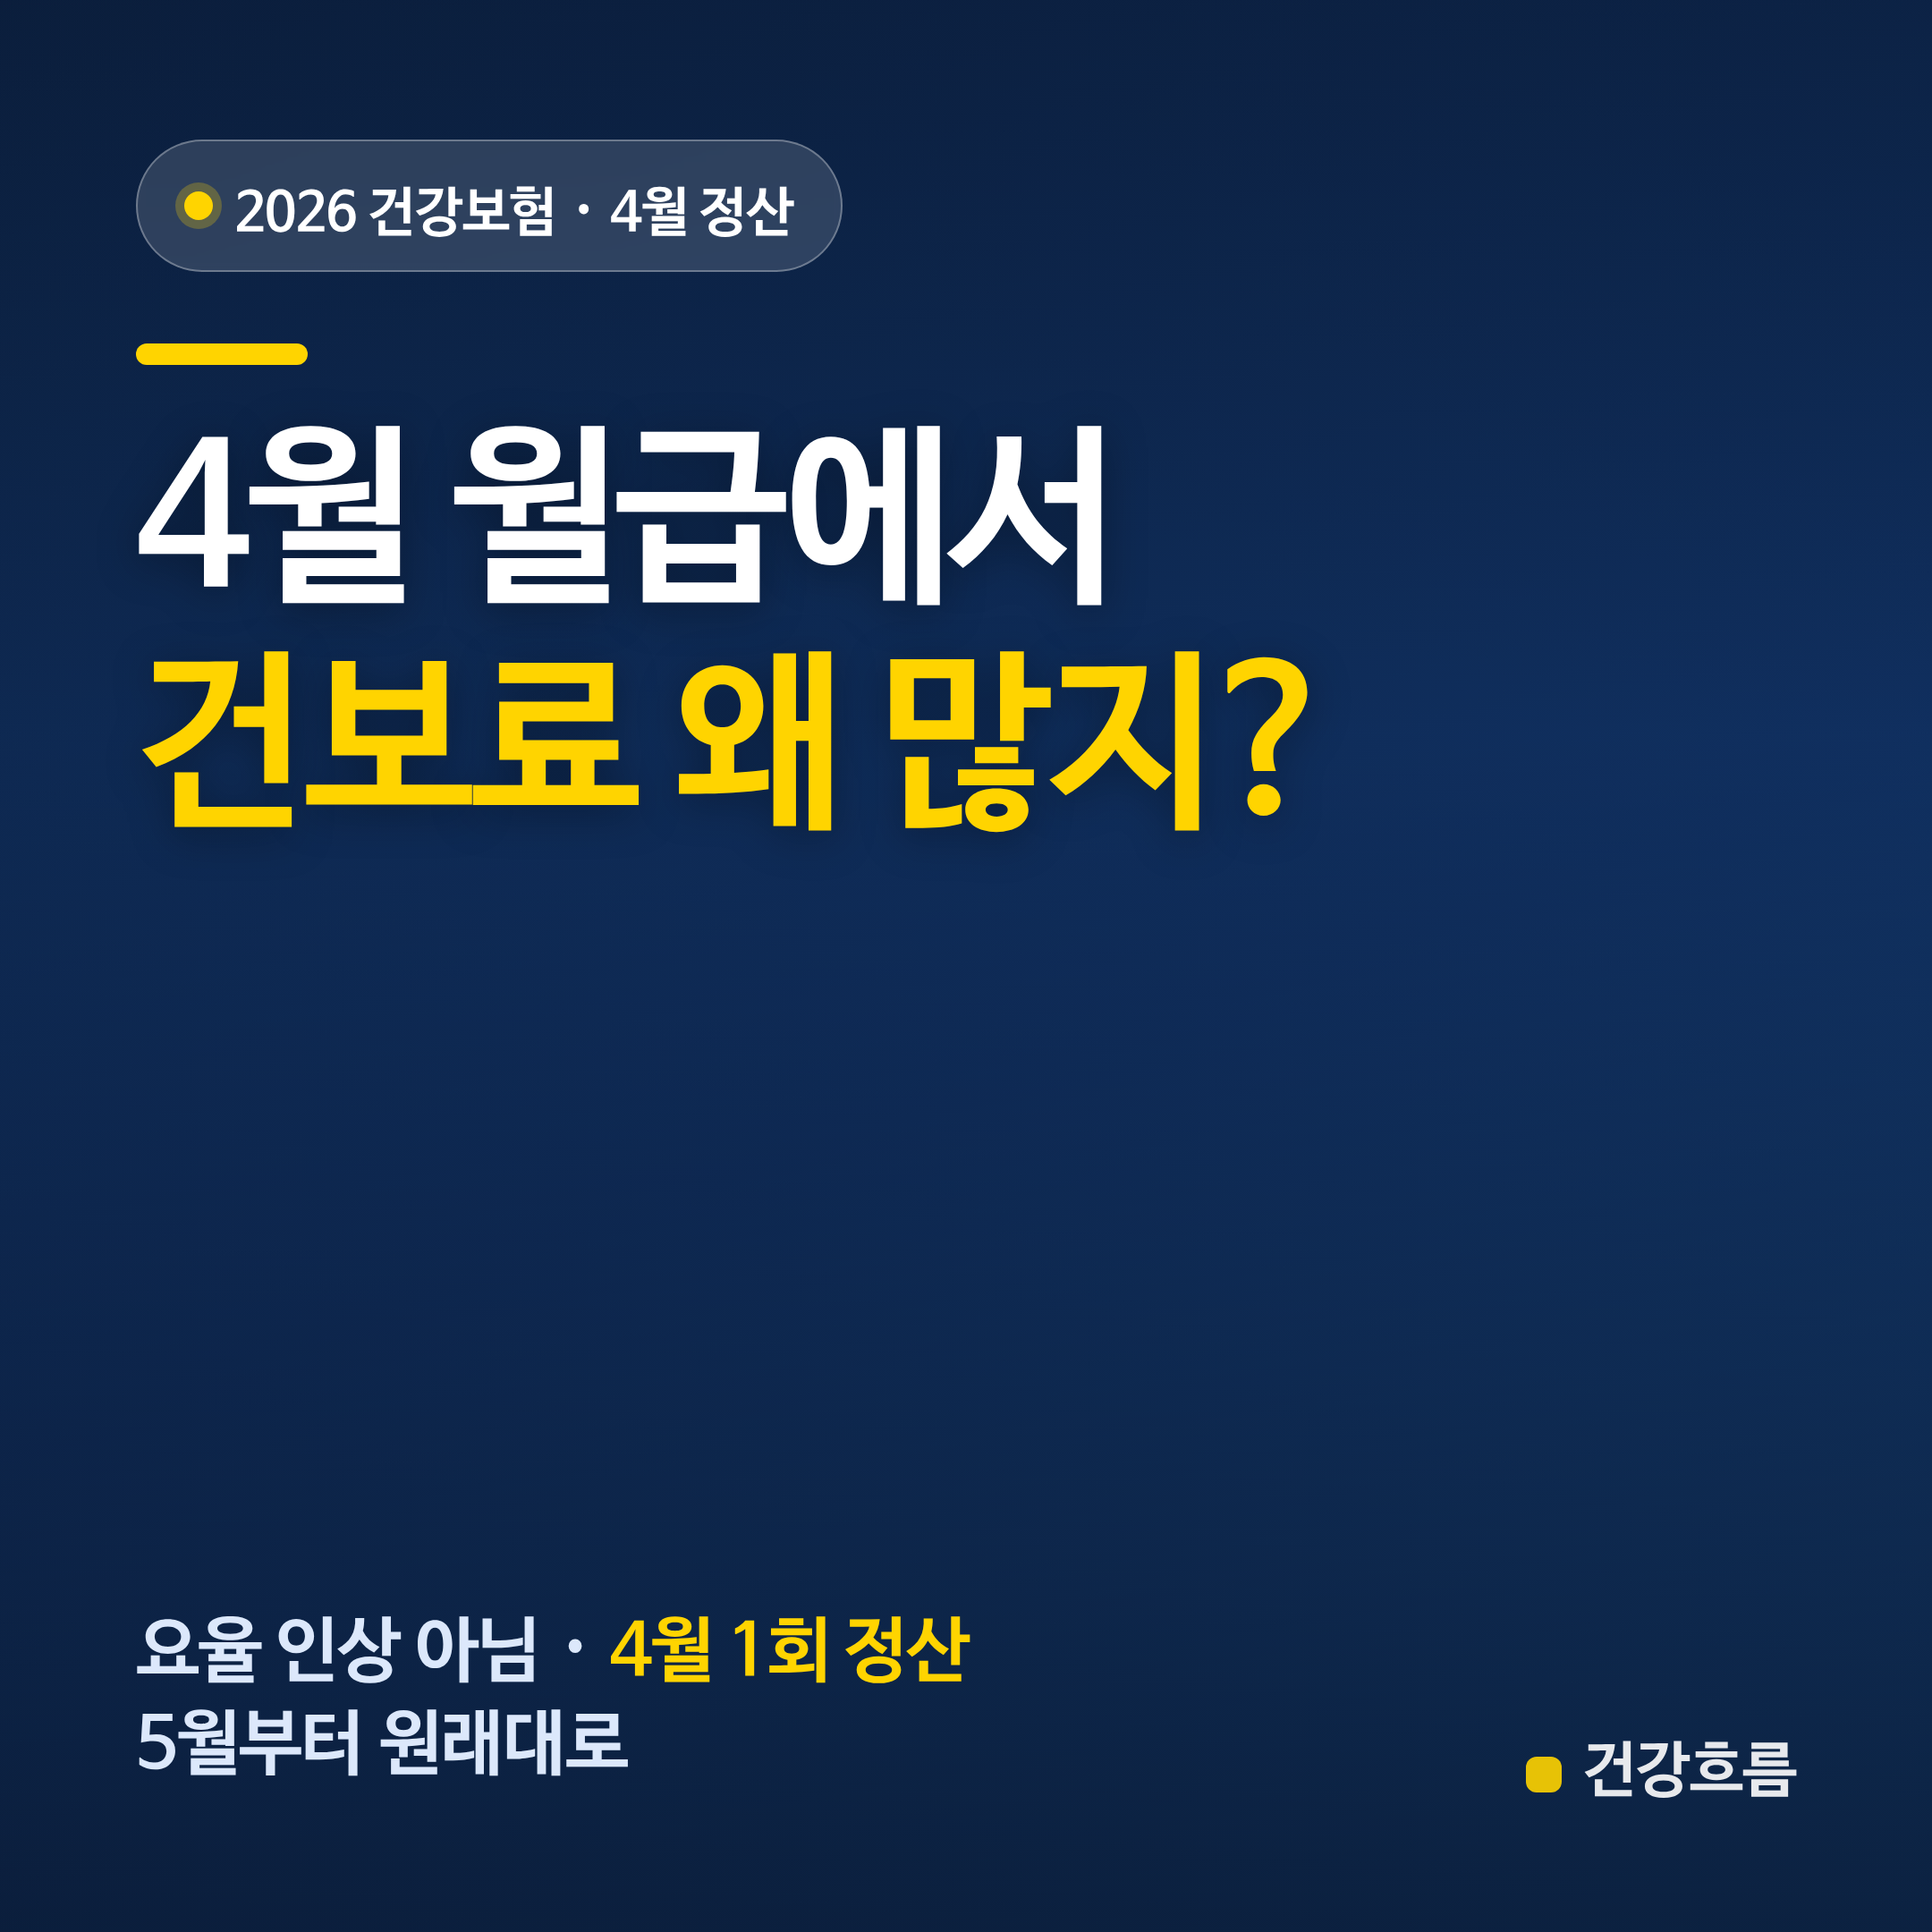 2026 건강보험 · 4월 정산
4월 월급에서
건보료 왜 많지?
요율 인상 아님 · 4월 1회 정산
5월부터 원래대로
건강흐름